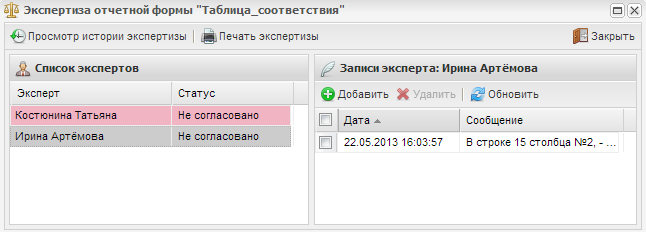 Экспертиза отчетной формы "Таблица_соответствия"
Просмотр истории экспертизы Печать экспертизы Закрыть
Список экспертов
Эксперт Статус
Костюнина Татьяна Не согласовано
Ирина Артёмова Не согласовано
Записи эксперта: Ирина Артёмова
Добавить Удалить Обновить
Дата Сообщение
22.05.2013 16:03:57 В строке 15 столбца №2, - ...